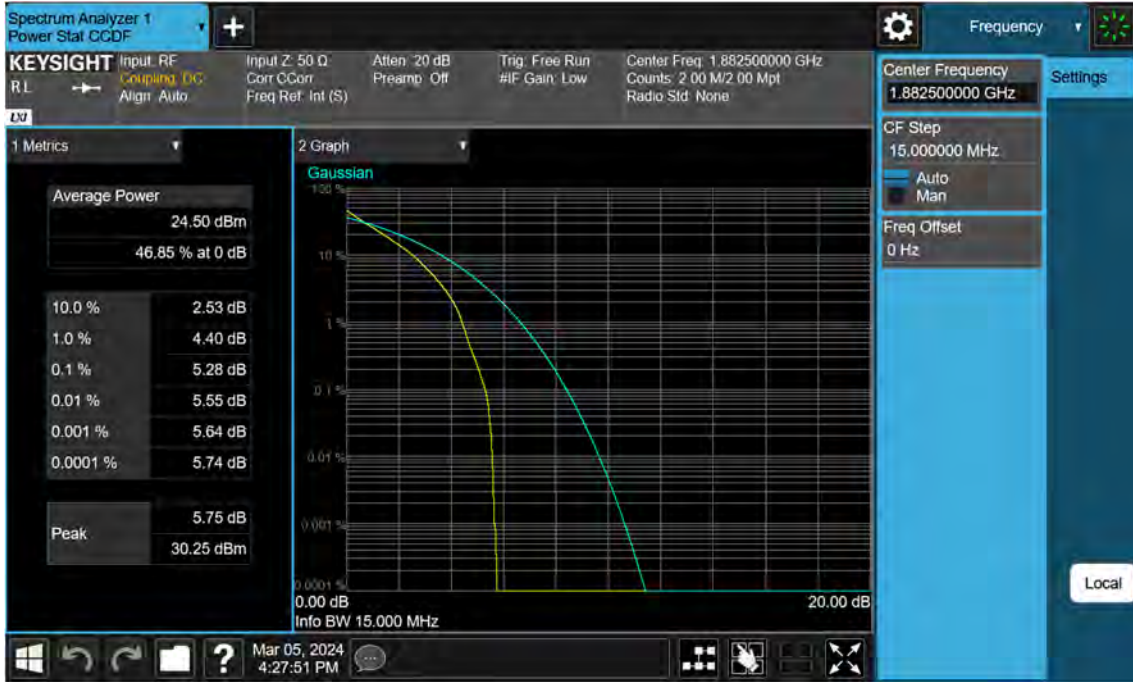 Spectrum Analyzer 1
Power Stat CCDF
Frequency
KEYSIGHT
R L
LXI
Input: RF
Coupling: DC
Align: Auto
Input Z: 50 Ω
Corr CCorr
Freq Ref: Int (S)
Atten: 20 dB
Preamp: Off
Trig: Free Run
#IF Gain: Low
Center Freq: 1.882500000 GHz
Counts: 2.00 M/2.00 Mpt
Radio Std: None
Center Frequency
1.882500000 GHz
Settings
CF Step
15.000000 MHz
Auto
Man
Freq Offset
0 Hz
1 Metrics
Average Power
24.50 dBm
46.85 % at 0 dB
10.0 % 2.53 dB
1.0 % 4.40 dB
0.1 % 5.28 dB
0.01 % 5.55 dB
0.001 % 5.64 dB
0.0001 % 5.74 dB
Peak
5.75 dB
30.25 dBm
2 Graph
Gaussian
100 %
10 %
1 %
0.1 %
0.01 %
0.001 %
0.0001 %
0.00 dB
20.00 dB
Info BW 15.000 MHz
Local
?
Mar 05, 2024
4:27:51 PM